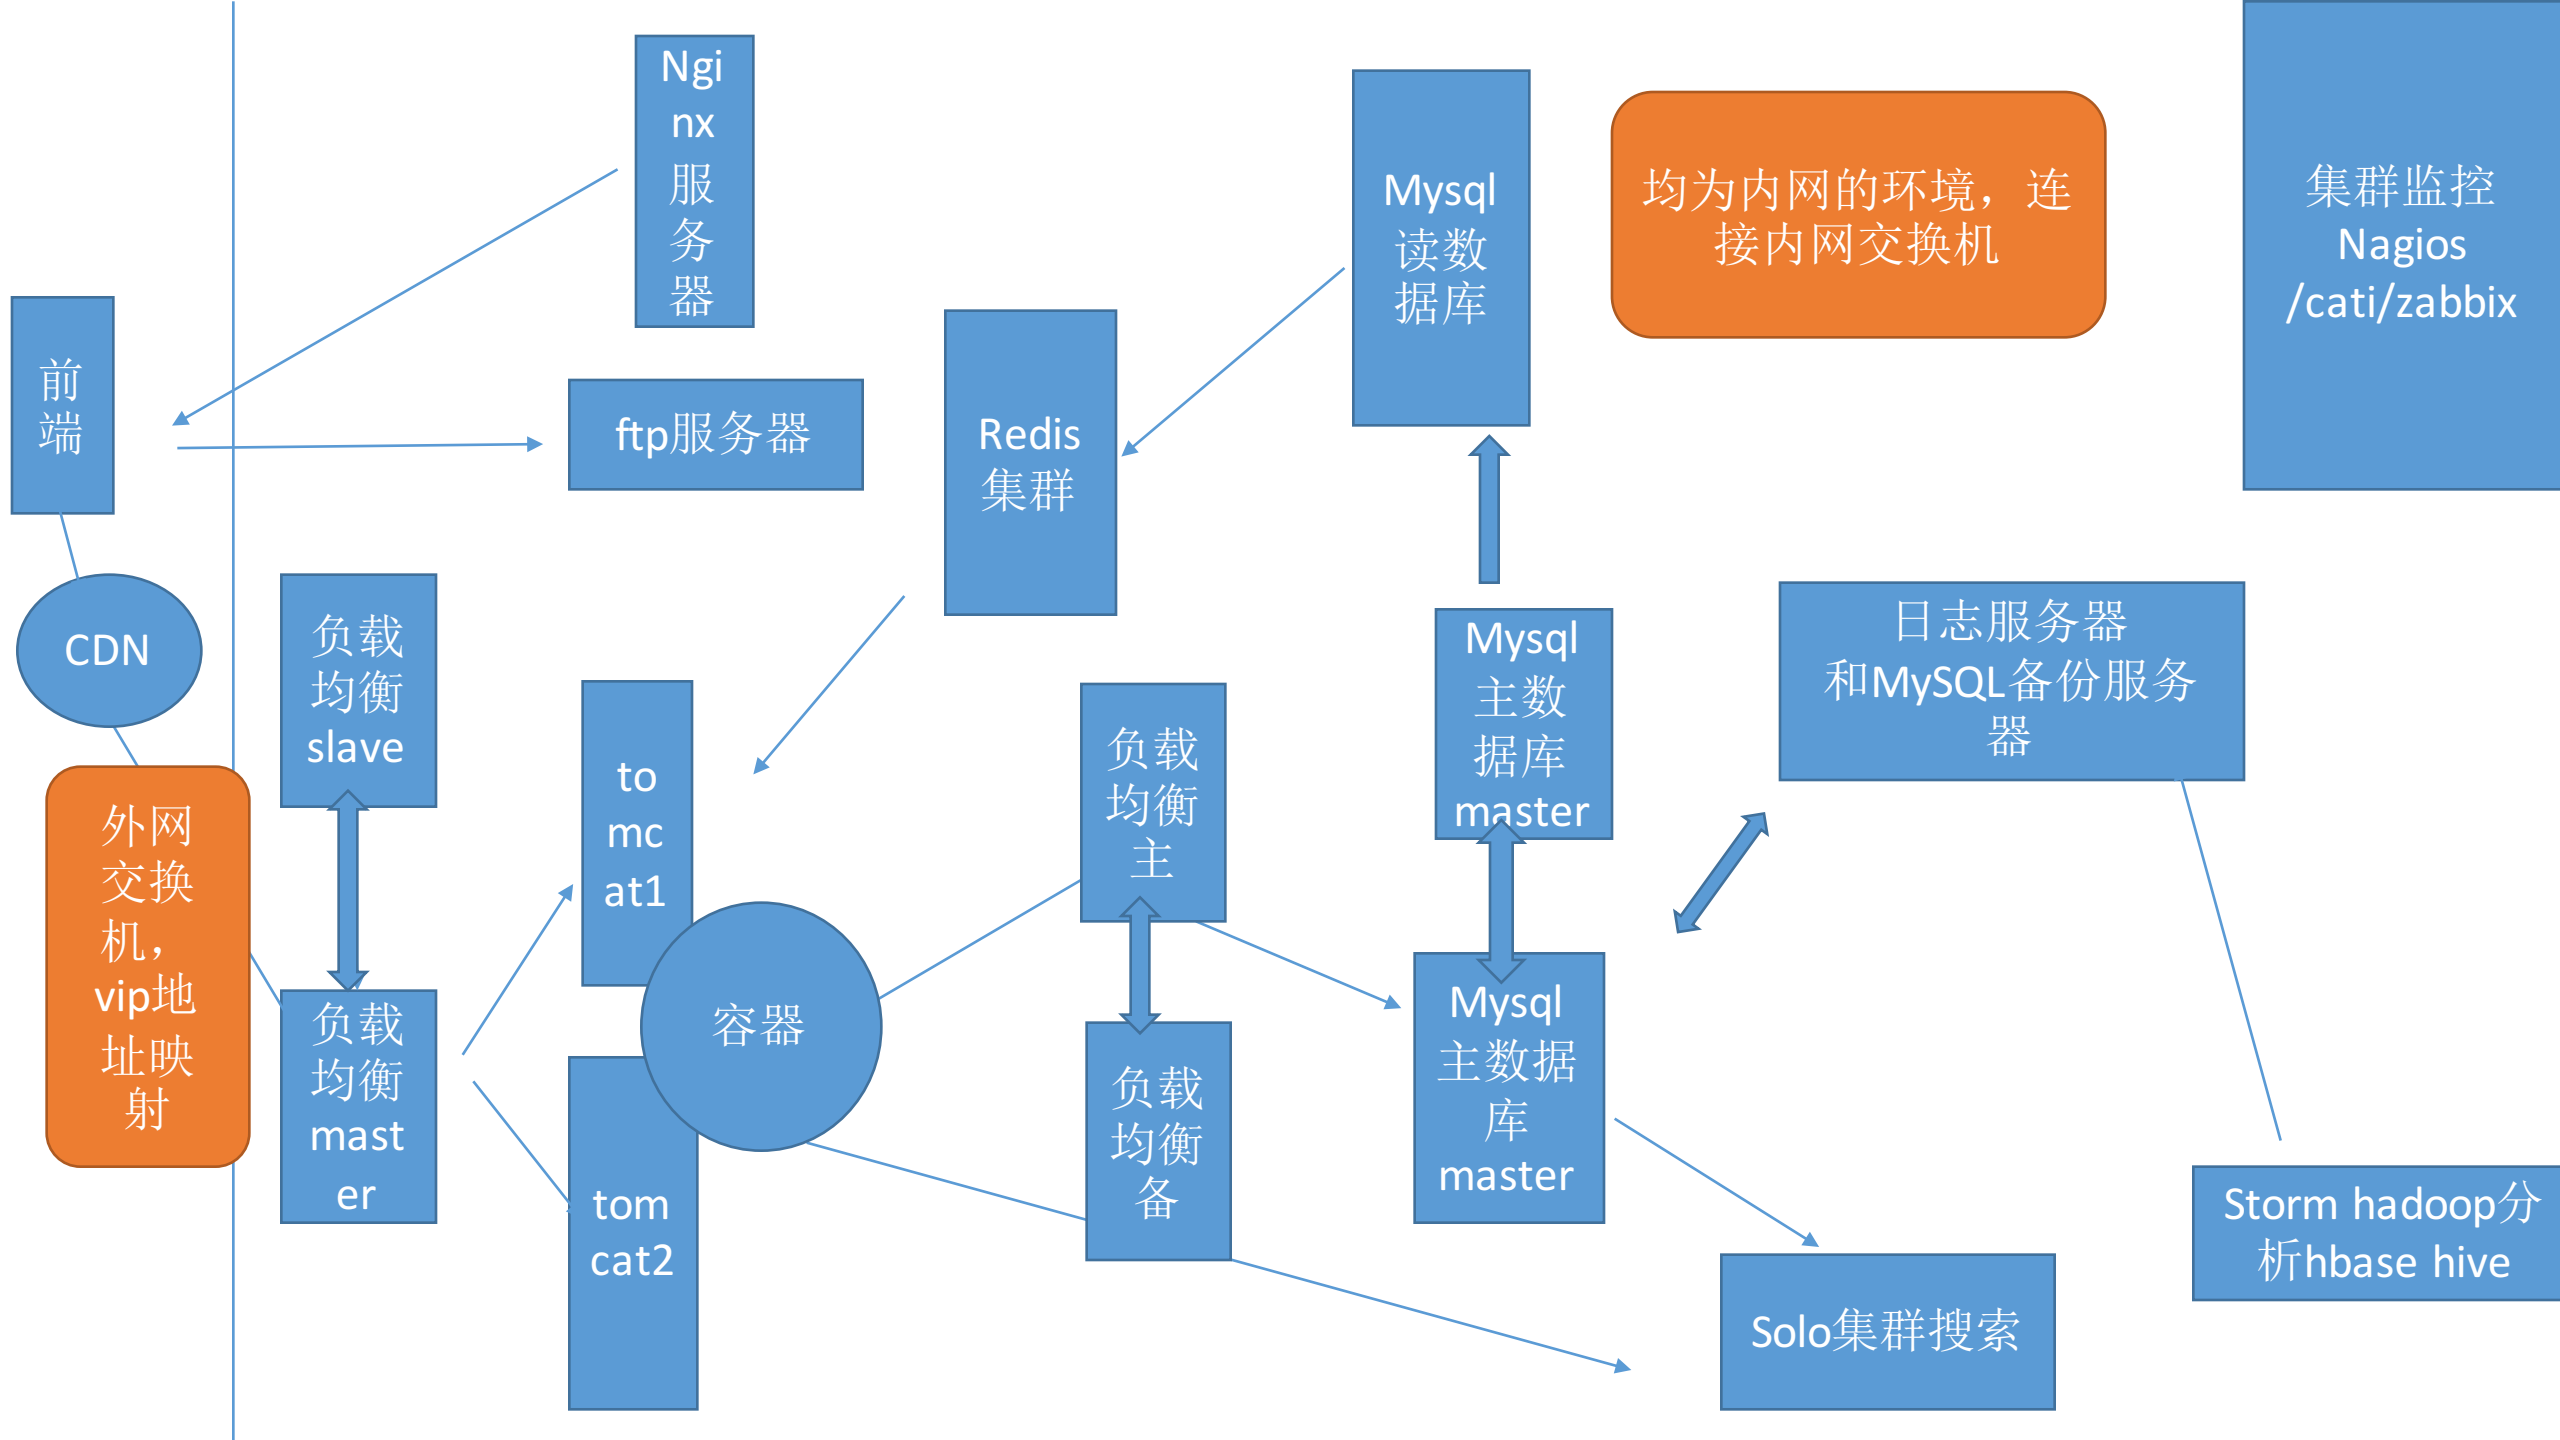 Ngi
nx
服
务
器
前
端
ftp服务器
Redis
集群
Mysql
读数
据库
均为内网的环境，连
接内网交换机
集群监控
Nagios
/cati/zabbix
CDN
外网
交换
机，
vip地
址映
射
负载
均衡
slave
负载
均衡
mast
er
to
mc
at1
容器
tom
cat2
负载
均衡
主
负载
均衡
备
Mysql
主数
据库
master
Mysql
主数据
库
master
日志服务器
和MySQL备份服务
器
Solo集群搜索
Storm hadoop分
析hbase hive